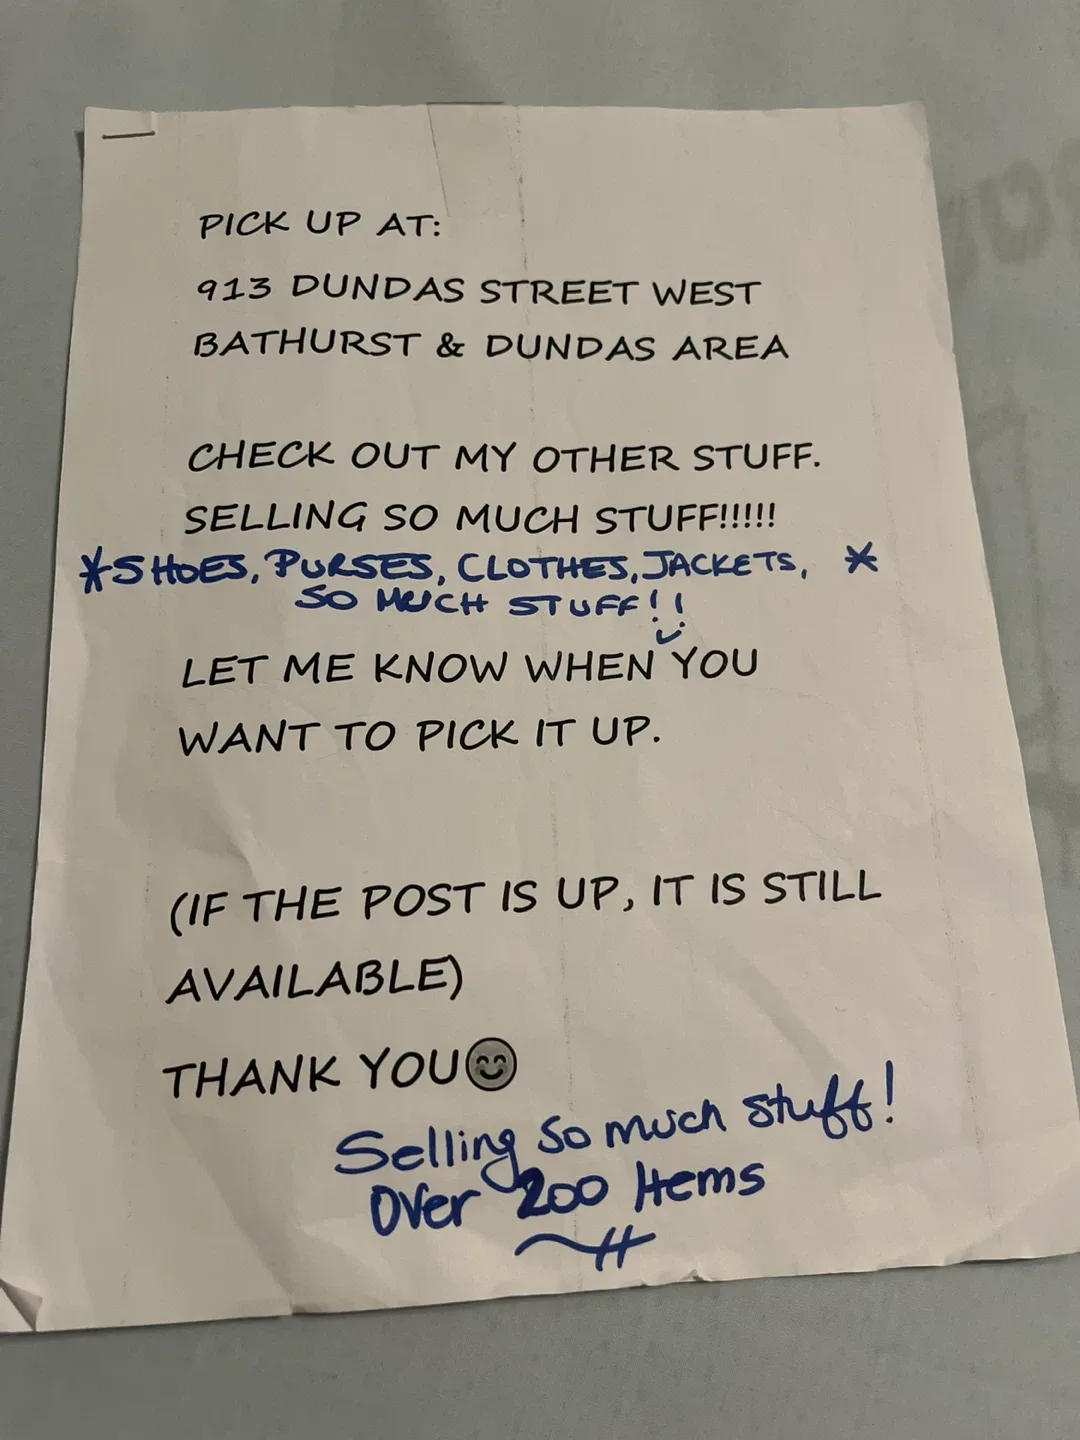 PICK UP AT:
913 DUNDAS STREET WEST
BATHURST & DUNDAS AREA
CHECK OUT MY OTHER STUFF.
SELLING SO MUCH STUFF!!!!!
*SHOES, PURSES, CLOTHES, JACKETS, *
SO MUCH STUFF!!
LET ME KNOW WHEN YOU
WANT TO PICK IT UP.
(IF THE POST IS UP, IT IS STILL
AVAILABLE)
THANK YOU😊
Selling so much stuff!
Over 200 Items